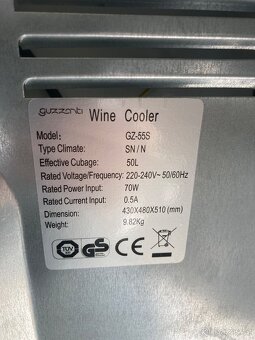 guzzanti Wine Cooler
Model: GZ-55S
Type Climate: SN / N
Effective Cubage: 50L
Rated Voltage/Frequency: 220-240V~ 50/60Hz
Rated Power Input: 70W
Rated Current Input: 0.5A
Dimension: 430X480X510 (mm)
Weight: 9.82Kg
TÜV GS CE